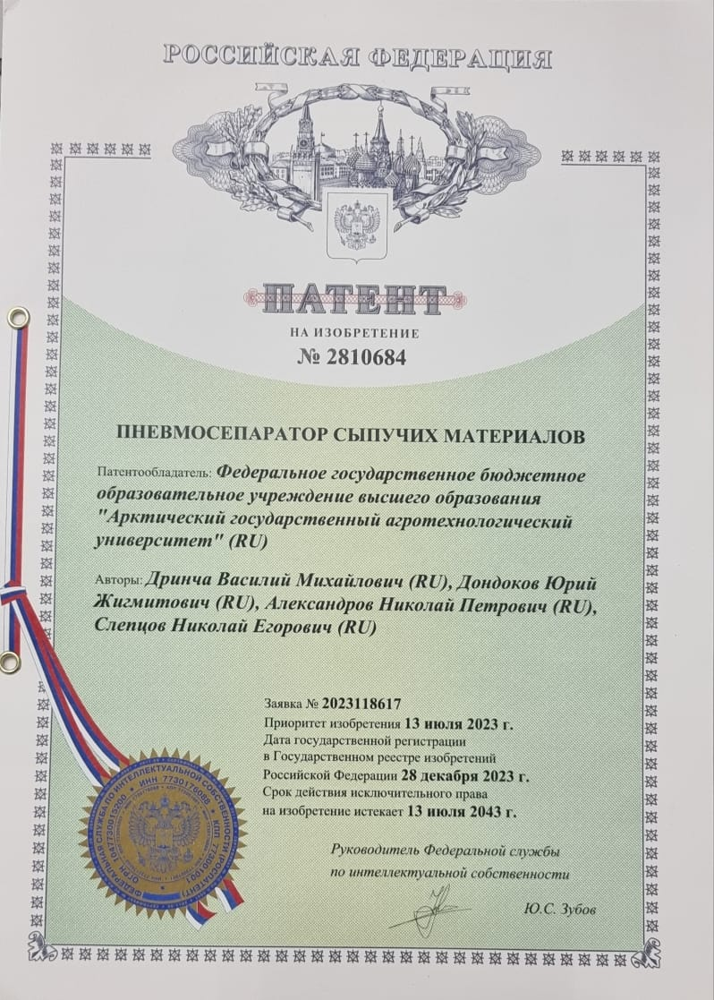 РОССИЙСКАЯ ФЕДЕРАЦИЯ
ПАТЕНТ
НА ИЗОБРЕТЕНИЕ
№ 2810684
ПНЕВМОСЕПАРАТОР СЫПУЧИХ МАТЕРИАЛОВ
Патентообладатель: Федеральное государственное бюджетное
образовательное учреждение высшего образования
"Арктический государственный агротехнологический
университет" (RU)
Авторы: Дринча Василий Михайлович (RU), Дондоков Юрий
Жигмитович (RU), Александров Николай Петрович (RU),
Слепцов Николай Егорович (RU)
Заявка № 2023118617
Приоритет изобретения 13 июля 2023 г.
Дата государственной регистрации
в Государственном реестре изобретений
Российской Федерации 28 декабря 2023 г.
Срок действия исключительного права
на изобретение истекает 13 июля 2043 г.
Руководитель Федеральной службы
по интеллектуальной собственности
Ю.С. Зубов
ФЕДЕРАЛЬНАЯ СЛУЖБА ПО ИНТЕЛЛЕКТУАЛЬНОЙ СОБСТВЕННОСТИ (РОСПАТЕНТ)
ОГРН 1047730015200 * ИНН 7730176088 * КПП 773001001